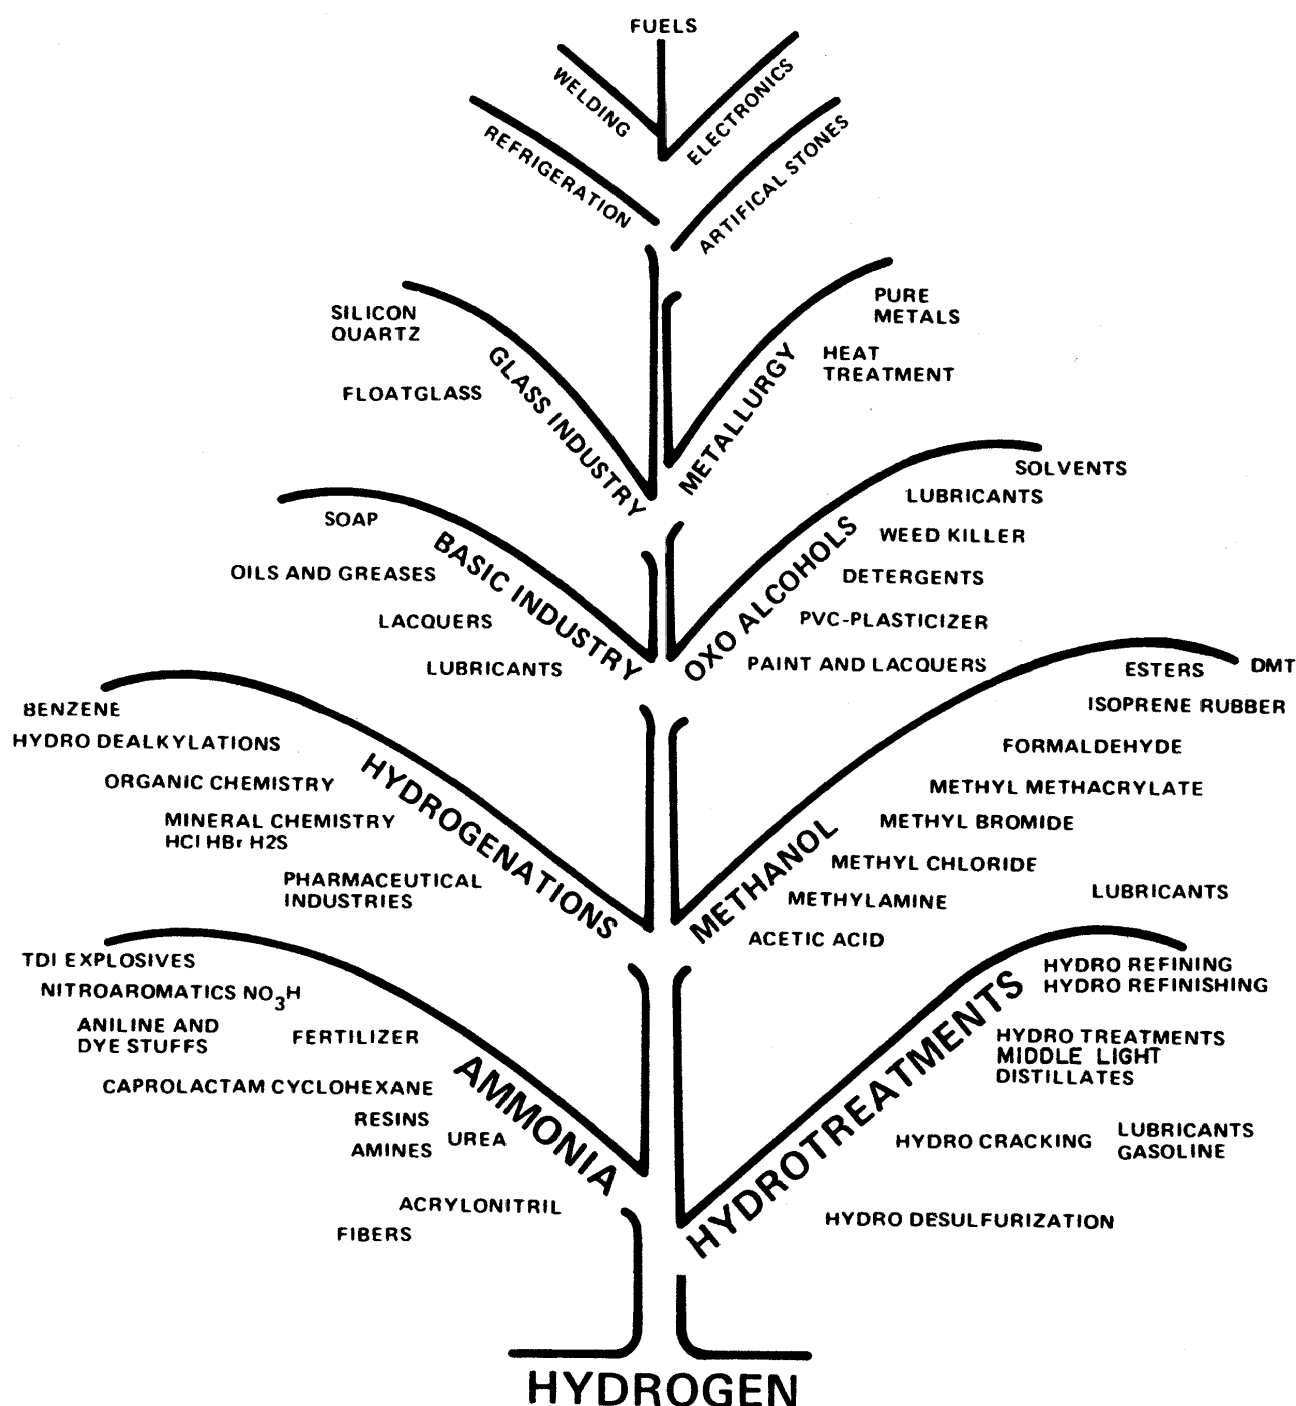 FUELS
WELDING
ELECTRONICS
REFRIGERATION
ARTIFICAL STONES
SILICON
QUARTZ
FLOATGLASS
GLASS INDUSTRY
METALLURGY
PURE
METALS
HEAT
TREATMENT
SOAP
OILS AND GREASES
LACQUERS
LUBRICANTS
BASIC INDUSTRY
OXO ALCOHOLS
SOLVENTS
LUBRICANTS
WEED KILLER
DETERGENTS
PVC-PLASTICIZER
PAINT AND LACQUERS
BENZENE
HYDRO DEALKYLATIONS
ORGANIC CHEMISTRY
MINERAL CHEMISTRY
HCl HBr H2S
PHARMACEUTICAL
INDUSTRIES
HYDROGENATIONS
METHANOL
ESTERS
DMT
ISOPRENE RUBBER
FORMALDEHYDE
METHYL METHACRYLATE
METHYL BROMIDE
METHYL CHLORIDE
METHYLAMINE
ACETIC ACID
TDI EXPLOSIVES
NITROAROMATICS NO3H
ANILINE AND
DYE STUFFS
FERTILIZER
CAPROLACTAM CYCLOHEXANE
RESINS
UREA
AMINES
ACRYLONITRIL
FIBERS
AMMONIA
HYDROTREATMENTS
LUBRICANTS
HYDRO REFINING
HYDRO REFINISHING
HYDRO TREATMENTS
MIDDLE LIGHT
DISTILLATES
HYDRO CRACKING
LUBRICANTS
GASOLINE
HYDRO DESULFURIZATION
HYDROGEN